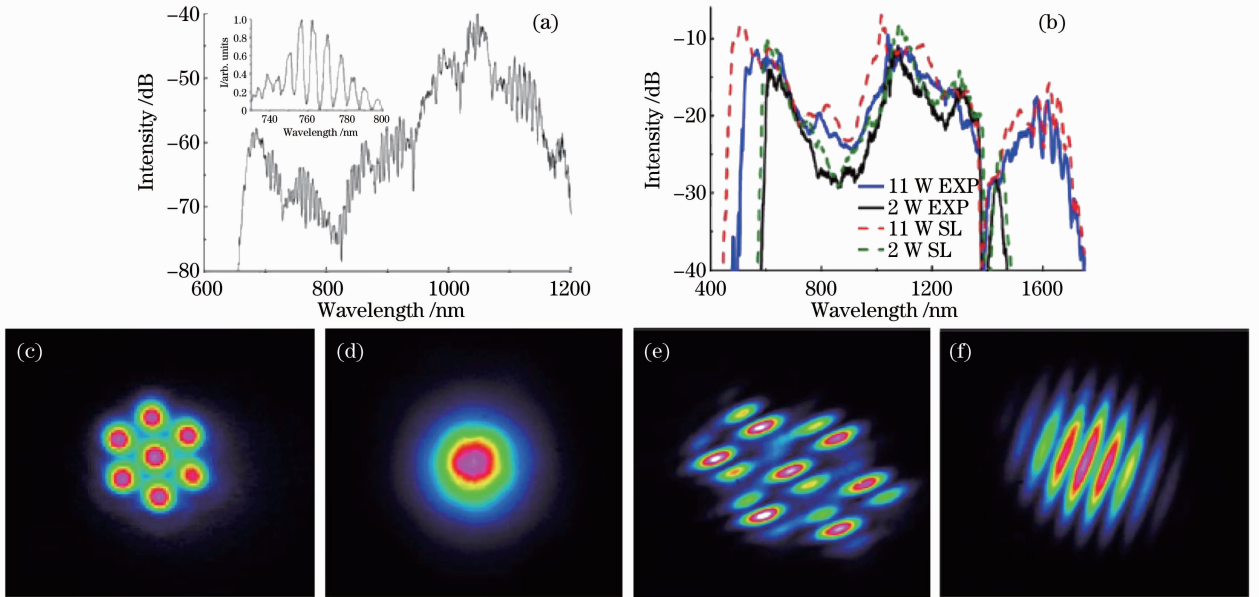 (a)
−40
−50
−60
−70
−80
Intensity /dB
600
800
1000
1200
Wavelength /nm
1.0
0.8
0.6
0.4
0.2
0
I/arb. units
740
760
780
800
Wavelength /nm
(b)
−10
−20
−30
−40
Intensity /dB
11 W EXP
2 W EXP
11 W SL
2 W SL
400
800
1200
1600
Wavelength /nm
(c)
(d)
(e)
(f)